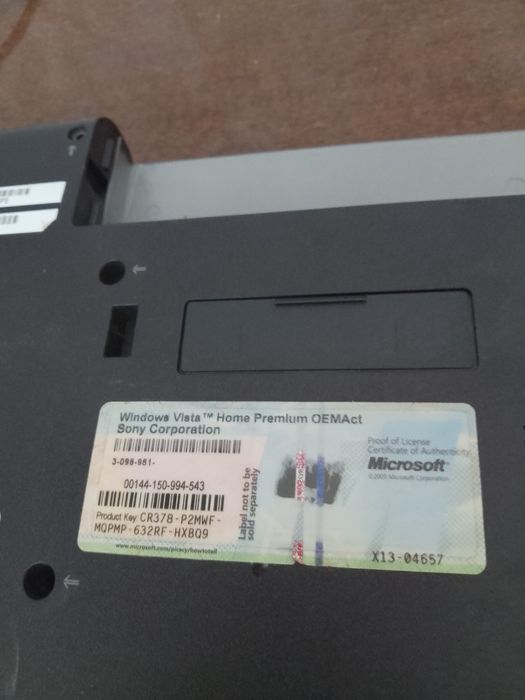 Windows Vista™ Home Premium OEMAct
Sony Corporation
3-098-981-
00144-150-994-543
Product Key CR378-P2MWF-
MQPMP-632RF-HXBQ9
www.microsoft.com/piracy/howtotell
Label not to be
sold separately
Proof of License
Certificate of Authenticity
Microsoft®
©2005 Microsoft Corporation
X13-04657